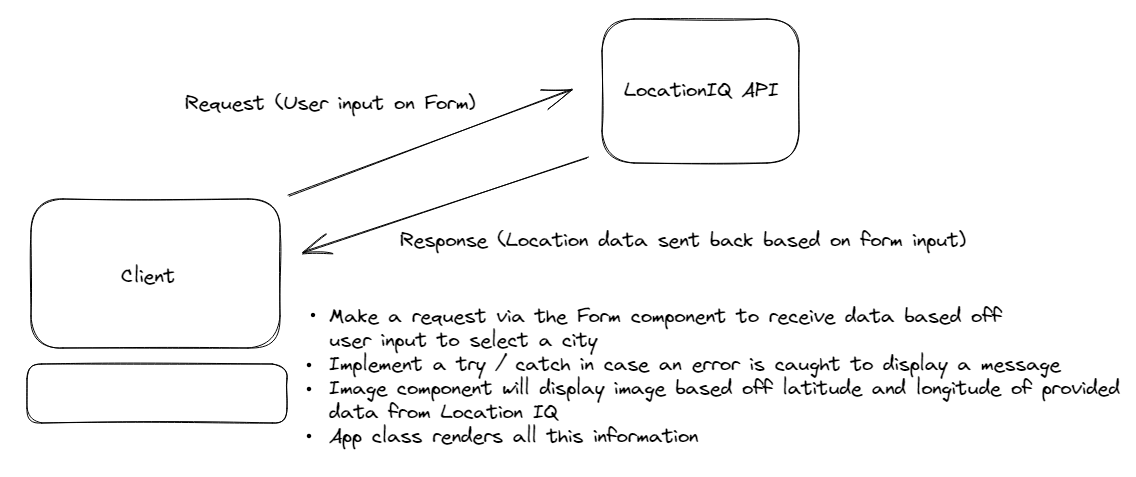 LocationIQ API
Request (User input on Form)
Response (Location data sent back based on form input)
Client
• Make a request via the Form component to receive data based off
user input to select a city
• Implement a try / catch in case an error is caught to display a message
• Image component will display image based off latitude and longitude of provided
data from Location IQ
• App class renders all this information